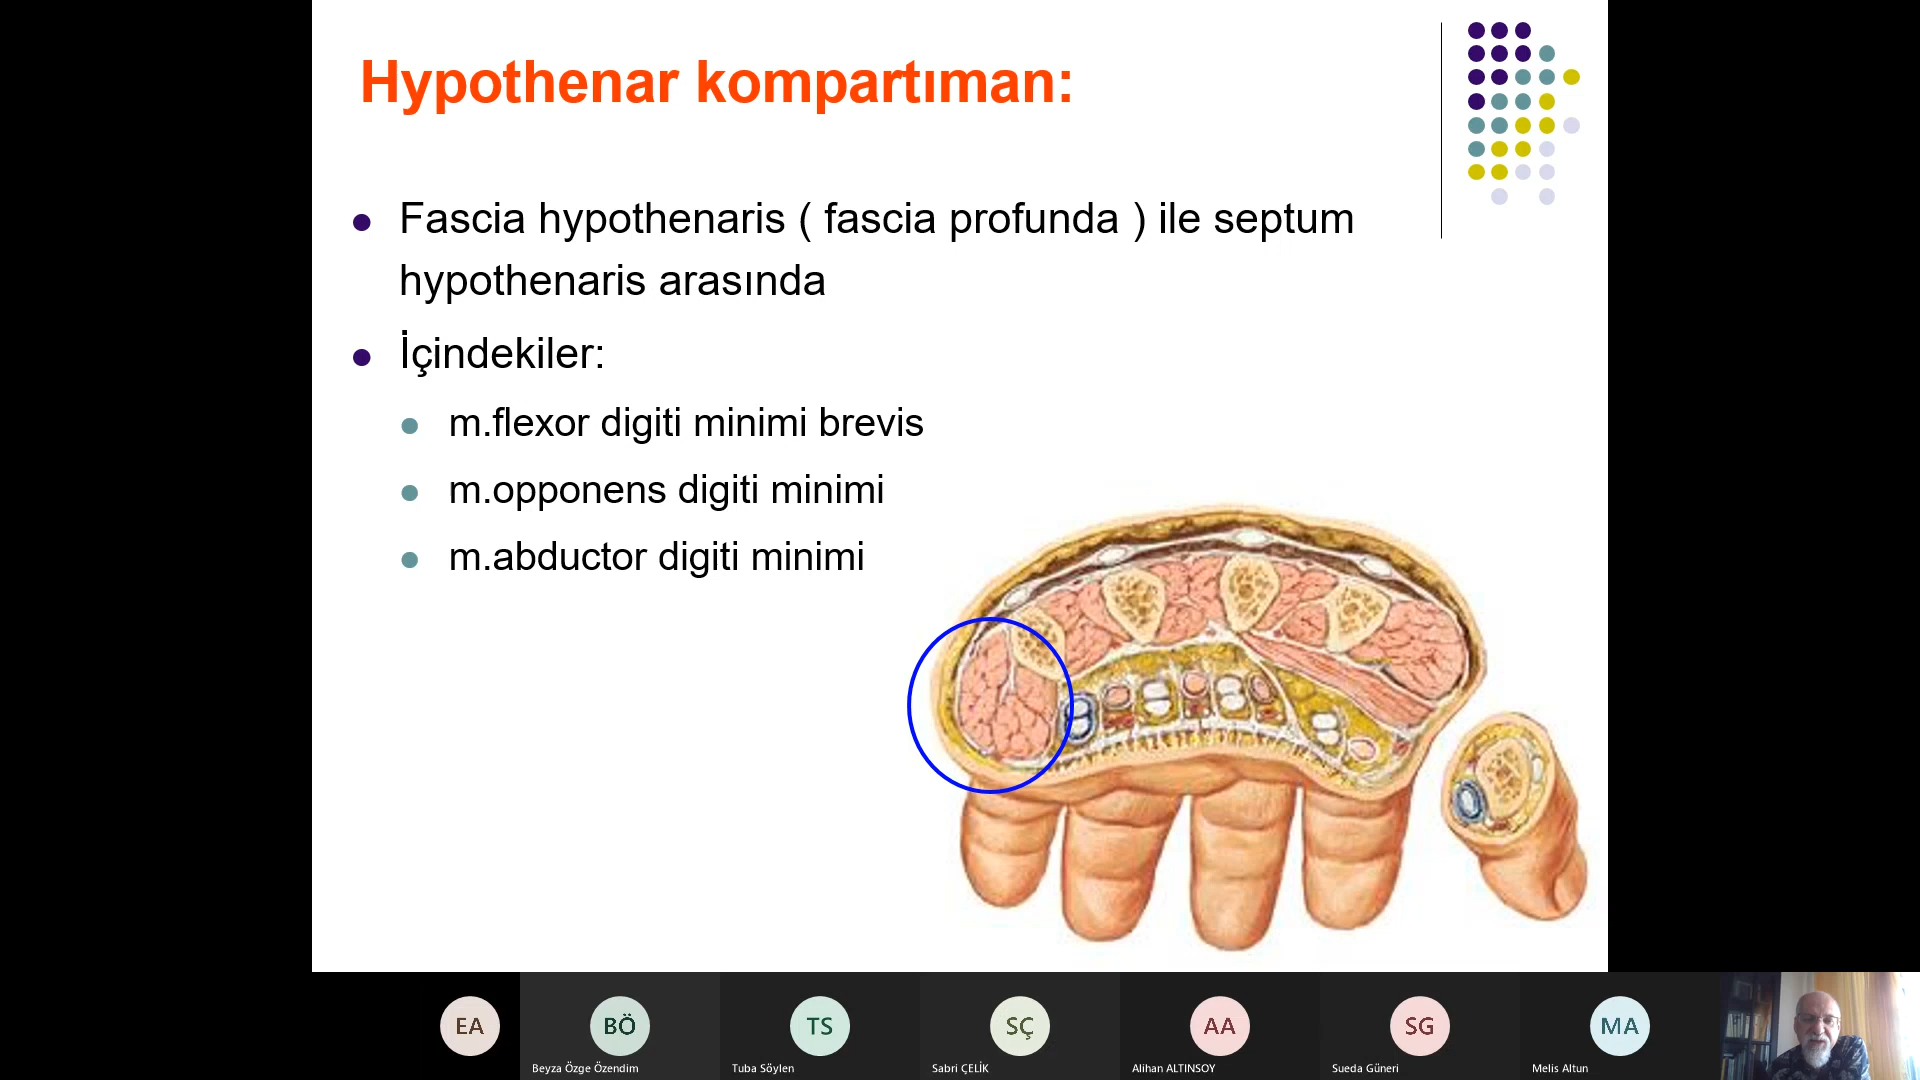 Hypothenar kompartıman:
Fascia hypothenaris ( fascia profunda ) ile septum
hypothenaris arasında
İçindekiler:
m.flexor digiti minimi brevis
m.opponens digiti minimi
m.abductor digiti minimi
EA
BÖ
TS
SÇ
AA
SG
MA
Beyza Özge Özendim
Tuba Söylen
Sabri ÇELİK
Alihan ALTINSOY
Sueda Güneri
Melis Altun